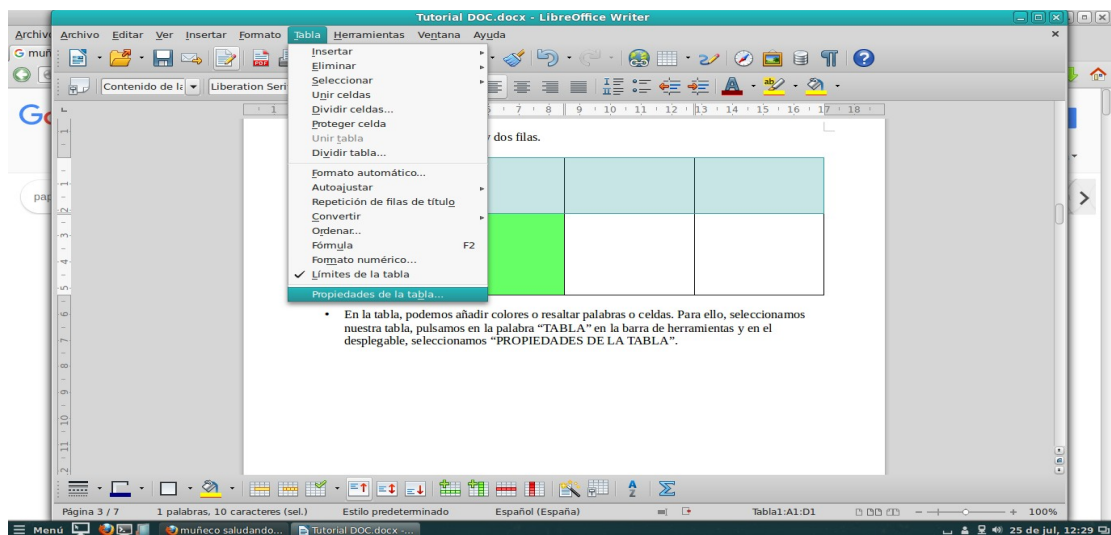 Tutorial DOC.docx - LibreOffice Writer
Archivo Editar Ver Insertar Formato Tabla Herramientas Ventana Ayuda
Insertar
Eliminar
Seleccionar
Unir celdas
Dividir celdas...
Proteger celda
Unir tabla
Dividir tabla...
Formato automático...
Autoajustar
Repetición de filas de título
Convertir
Ordenar...
Fórmula F2
Formato numérico...
Límites de la tabla
Propiedades de la tabla...
Contenido de la
Liberation Seri
dos filas.
• En la tabla, podemos añadir colores o resaltar palabras o celdas. Para ello, seleccionamos
nuestra tabla, pulsamos en la palabra “TABLA” en la barra de herramientas y en el
desplegable, seleccionamos “PROPIEDADES DE LA TABLA”.
Página 3 / 7 1 palabras, 10 caracteres (sel.) Estilo predeterminado Español (España) Tabla1:A1:D1 100%
Menú muñeco saludando... Tutorial DOC.docx -... 25 de jul, 12:29